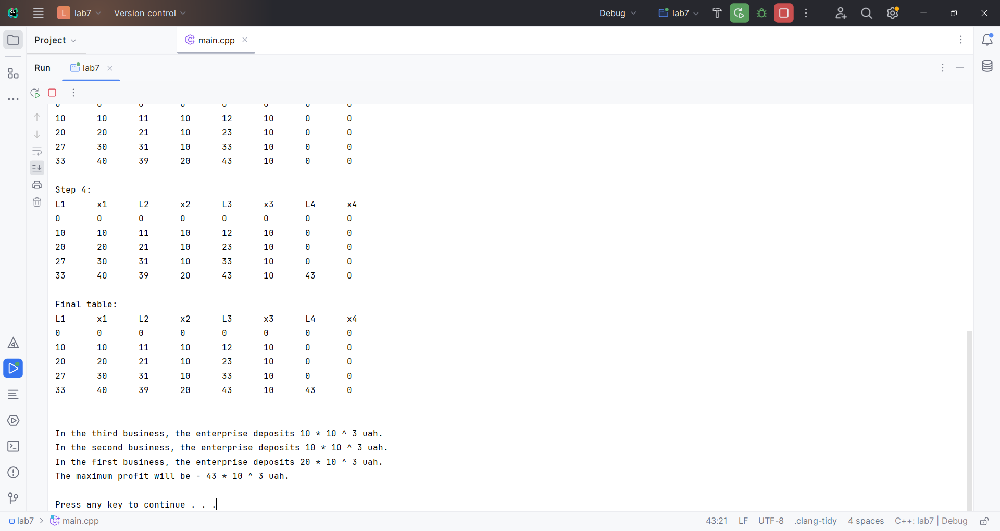 L lab7 Version control Debug lab7
Project main.cpp
Run lab7
0 0 0 0 0 0 0 0
10 10 11 10 12 10 0 0
20 20 21 10 23 10 0 0
27 30 31 10 33 10 0 0
33 40 39 20 43 10 0 0
Step 4:
L1 x1 L2 x2 L3 x3 L4 x4
0 0 0 0 0 0 0 0
10 10 11 10 12 10 0 0
20 20 21 10 23 10 0 0
27 30 31 10 33 10 0 0
33 40 39 20 43 10 43 0
Final table:
L1 x1 L2 x2 L3 x3 L4 x4
0 0 0 0 0 0 0 0
10 10 11 10 12 10 0 0
20 20 21 10 23 10 0 0
27 30 31 10 33 10 0 0
33 40 39 20 43 10 43 0
In the third business, the enterprise deposits 10 * 10 ^ 3 uah.
In the second business, the enterprise deposits 10 * 10 ^ 3 uah.
In the first business, the enterprise deposits 20 * 10 ^ 3 uah.
The maximum profit will be - 43 * 10 ^ 3 uah.
Press any key to continue . . .
lab7 > main.cpp 43:21 LF UTF-8 .clang-tidy 4 spaces C++: lab7 | Debug